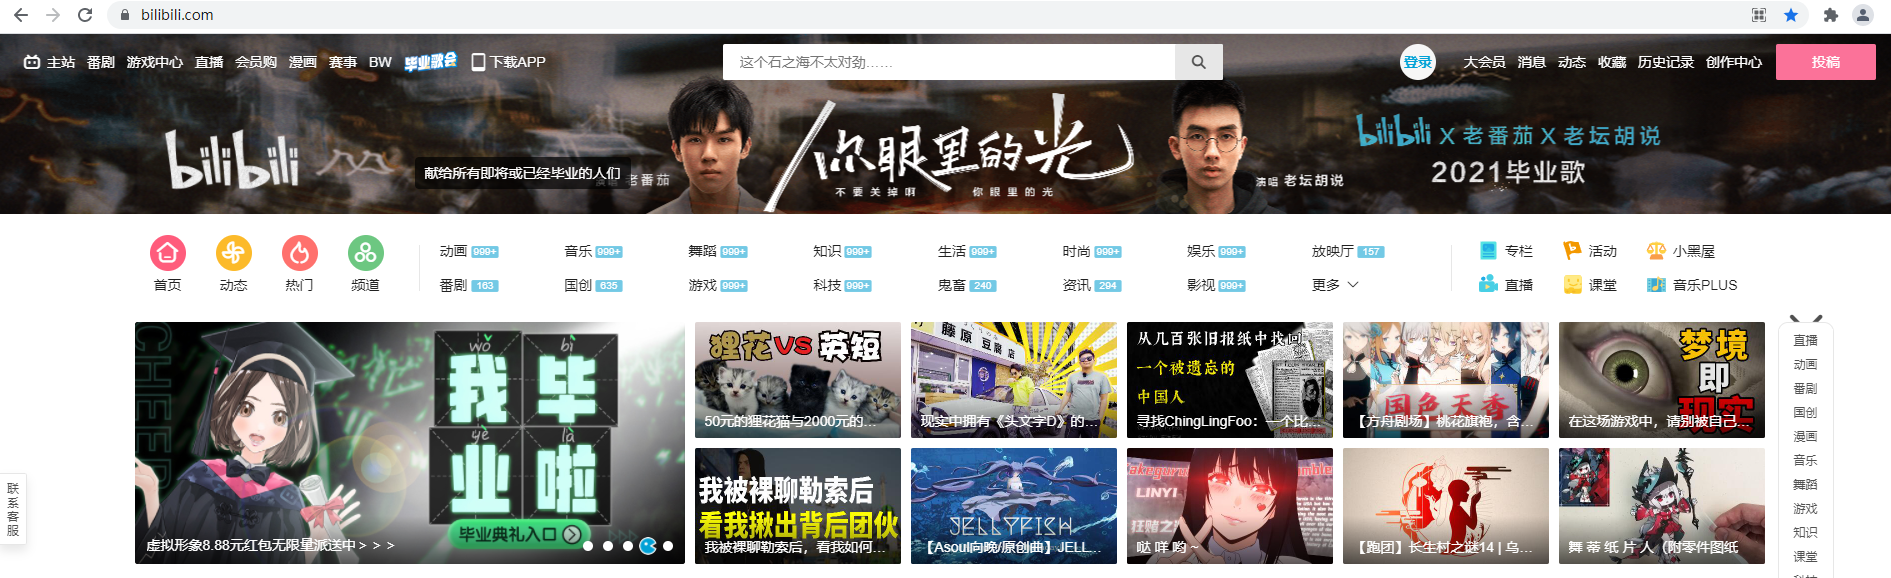 bilibili.com
主站 番剧 游戏中心 直播 会员购 漫画 赛事 BW 毕业歌会 下载APP
这个石之海不太对劲……
登录 大会员 消息 动态 收藏 历史记录 创作中心 投稿
bilibili
献给所有即将或已经毕业的人们
老番茄
你眼里的光
不要关掉啊 你眼里的光
演唱 老坛胡说
bilibili X 老番茄 X 老坛胡说
2021毕业歌
首页 动态 热门 频道
动画 999+ 音乐 999+ 舞蹈 999+ 知识 999+ 生活 999+ 时尚 999+ 娱乐 999+ 放映厅 157
番剧 163 国创 635 游戏 999+ 科技 999+ 鬼畜 240 资讯 294 影视 999+ 更多
专栏 活动 小黑屋
直播 课堂 音乐PLUS
CHEER
wǒ bì
我毕
yè la
业啦
毕业典礼入口
虚拟形象8.88元红包无限量派送中 > > >
狸花VS英短
50元的狸花猫与2000元的...
藤原豆腐店
现实中拥有《头文字D》的...
从几百张旧报纸中找回
一个被遗忘的
中国人
寻找ChingLingFoo：一个比...
国色天香
【方舟剧场】桃花旗袍，含...
梦境
即
现实
在这场游戏中，请别被自己...
我被裸聊勒索后
看我揪出背后团伙
我被裸聊勒索后，看我如何...
JELLYFISH
【Asoul向晚/原创曲】JELL...
LINYI
哒 咩 哟 ~
【跑团】长生村之谜14 | 乌...
舞 蒂 纸 片 人（附零件图纸
直播
动画
番剧
国创
漫画
音乐
舞蹈
游戏
知识
课堂
联系客服